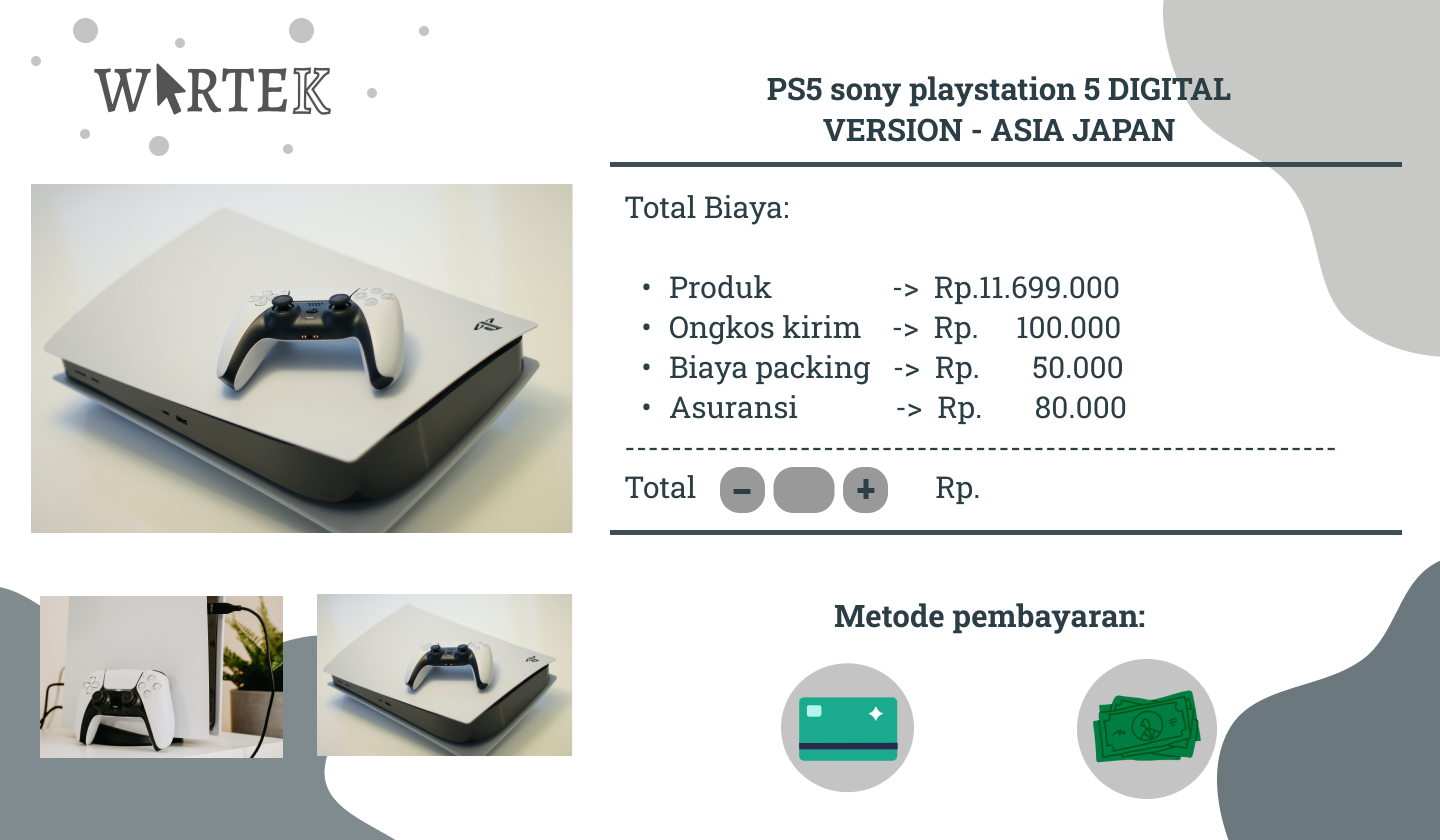 WARTEK
PS5 sony playstation 5 DIGITAL
VERSION - ASIA JAPAN
Total Biaya:
• Produk -> Rp.11.699.000
• Ongkos kirim -> Rp. 100.000
• Biaya packing -> Rp. 50.000
• Asuransi -> Rp. 80.000
Total - + Rp.
Metode pembayaran: